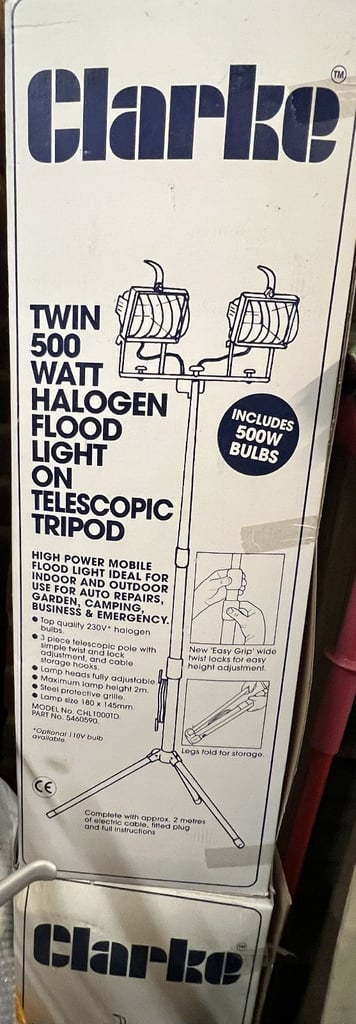 Clarke TM
TWIN
500
WATT
HALOGEN
FLOOD
LIGHT
ON
TELESCOPIC
TRIPOD
INCLUDES
500W
BULBS
HIGH POWER MOBILE
FLOOD LIGHT IDEAL FOR
INDOOR AND OUTDOOR
USE FOR AUTO REPAIRS,
GARDEN, CAMPING,
BUSINESS & EMERGENCY.
• Top quality 230V* halogen
bulbs.
• 3 piece telescopic pole with
simple twist and lock
adjustment, and cable
storage hooks.
• Lamp heads fully adjustable.
• Maximum lamp height 2m.
• Steel protective grille.
• Lamp size 180 x 145mm.
MODEL No. CHL1000TD.
PART No. 5460590.
*Optional 110V bulb
available.
New 'Easy Grip' wide
twist locks for easy
height adjustment.
Legs fold for storage.
CE
Complete with approx. 2 metres
of electric cable, fitted plug
and full instructions
Clarke TM